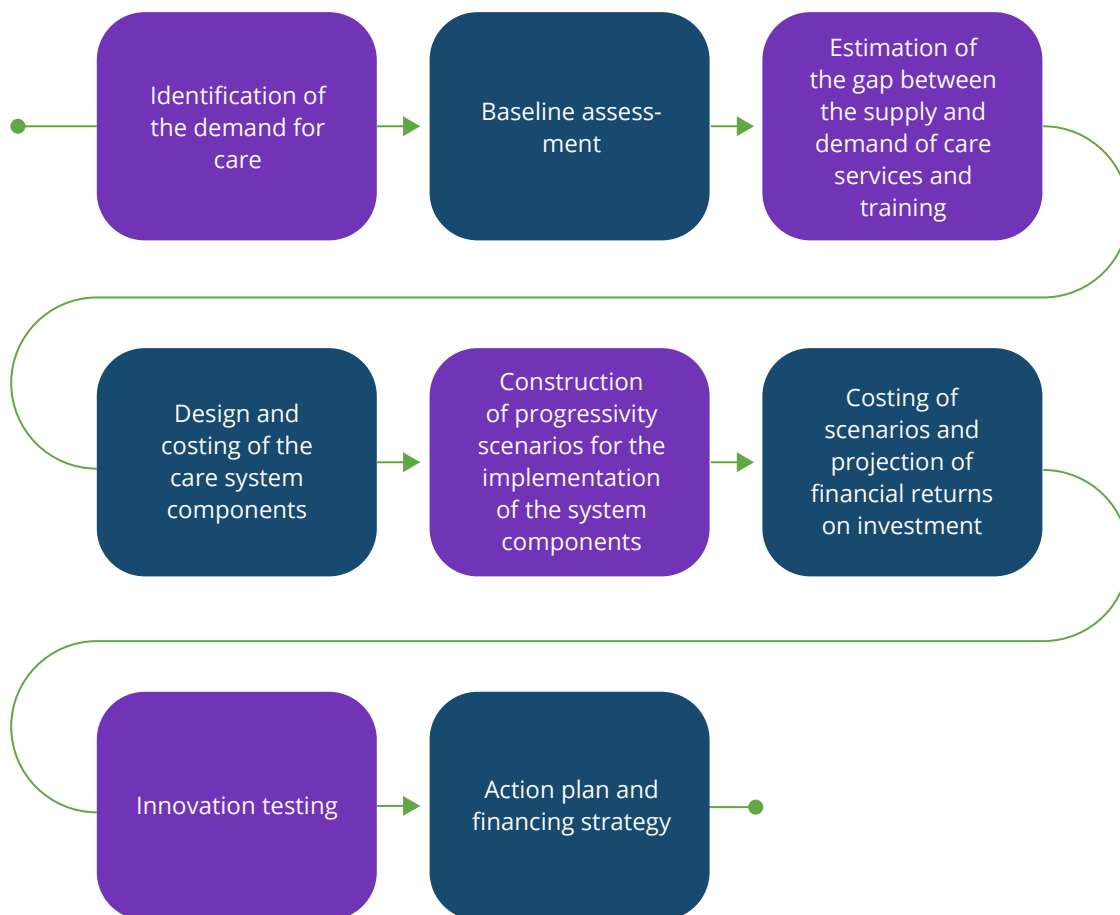 Identification of
the demand for
care
Baseline assess-
ment
Estimation of
the gap between
the supply and
demand of care
services and
training
Design and
costing of the
care system
components
Construction
of progressivity
scenarios for the
implementation
of the system
components
Costing of
scenarios and
projection of
financial returns
on investment
Innovation testing
Action plan and
financing strategy